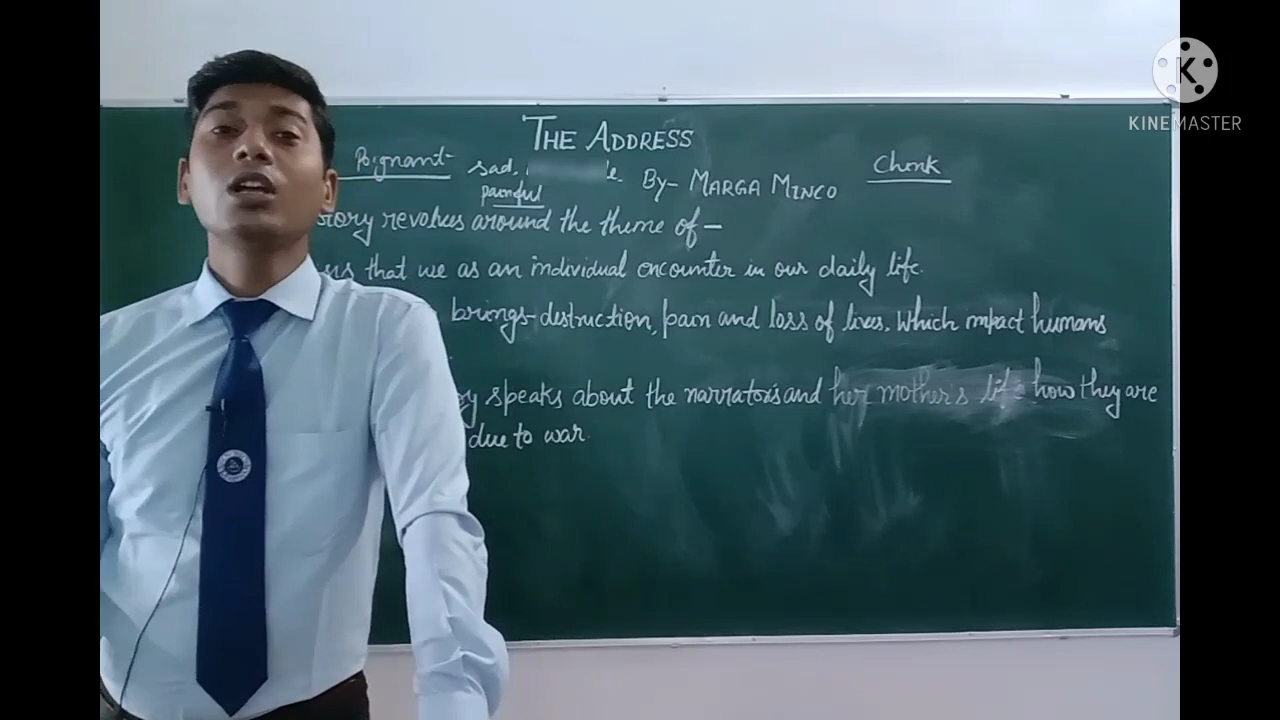 THE ADDRESS
Poignant- sad,
painful
By- MARGA MINCO
Chonk
story revolves around the theme of-
that we as an individual encounter in our daily life.
brings-destruction, pain and loss of lives. Which impact humans
speaks about the narrator's and her mother's life how they are
due to war.
K
KINEMASTER